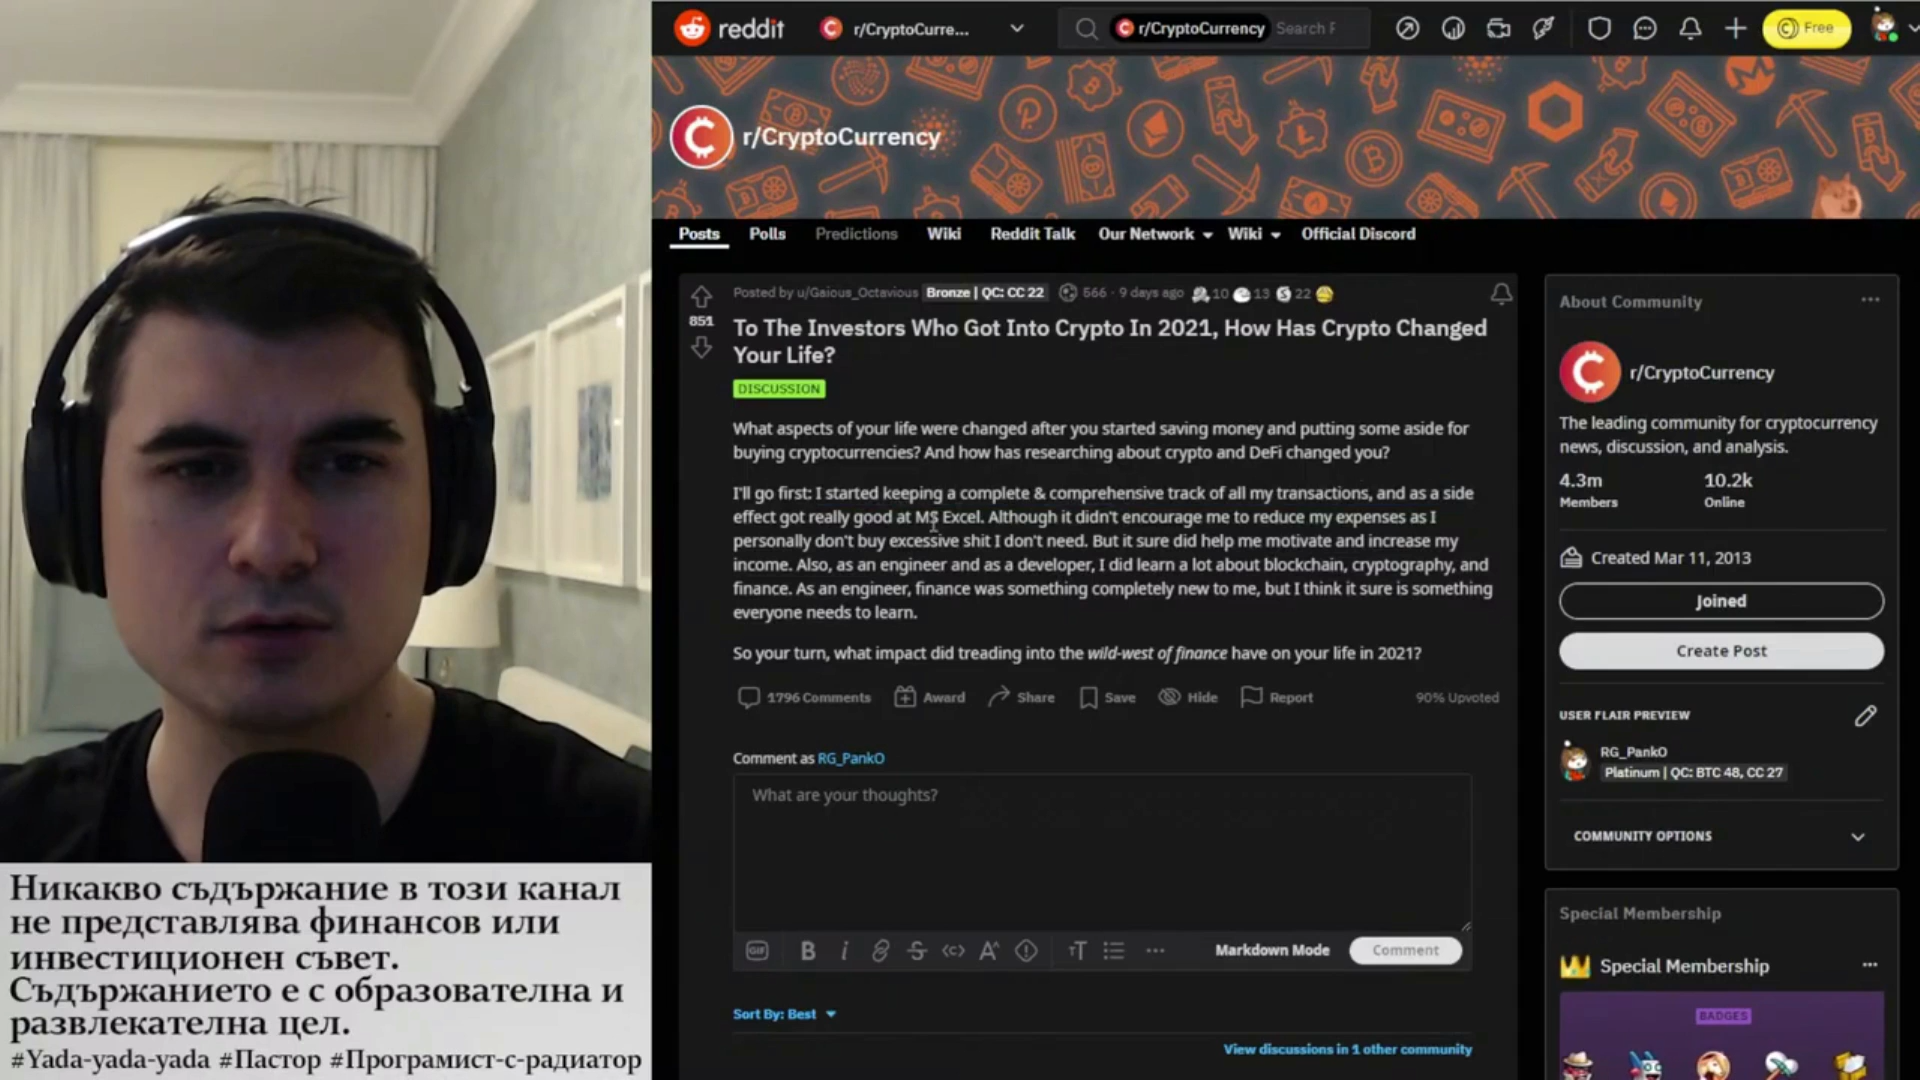 reddit
r/CryptoCurre...
r/CryptoCurrency
Free
r/CryptoCurrency
Posts
Polls
Predictions
Wiki
Reddit Talk
Our Network
Wiki
Official Discord
851
Posted by u/Gaious_Octavious Bronze | QC: CC 22 566 · 9 days ago 10 13 22
To The Investors Who Got Into Crypto In 2021, How Has Crypto Changed
Your Life?
DISCUSSION
What aspects of your life were changed after you started saving money and putting some aside for
buying cryptocurrencies? And how has researching about crypto and DeFi changed you?
I'll go first: I started keeping a complete & comprehensive track of all my transactions, and as a side
effect got really good at MS Excel. Although it didn't encourage me to reduce my expenses as I
personally don't buy excessive shit I don't need. But it sure did help me motivate and increase my
income. Also, as an engineer and as a developer, I did learn a lot about blockchain, cryptography, and
finance. As an engineer, finance was something completely new to me, but I think it sure is something
everyone needs to learn.
So your turn, what impact did treading into the wild-west of finance have on your life in 2021?
1796 Comments
Award
Share
Save
Hide
Report
90% Upvoted
Comment as RG_PankO
What are your thoughts?
GIF
Markdown Mode
Comment
Sort By: Best
View discussions in 1 other community
About Community
r/CryptoCurrency
The leading community for cryptocurrency
news, discussion, and analysis.
4.3m
Members
10.2k
Online
Created Mar 11, 2013
Joined
Create Post
USER FLAIR PREVIEW
RG_PankO
Platinum | QC: BTC 48, CC 27
COMMUNITY OPTIONS
Special Membership
Special Membership
BADGES
Никакво съдържание в този канал
не представлява финансов или
инвестиционен съвет.
Съдържанието е с образователна и
развлекателна цел.
#Yada-yada-yada #Пастор #Програмист-с-радиатор